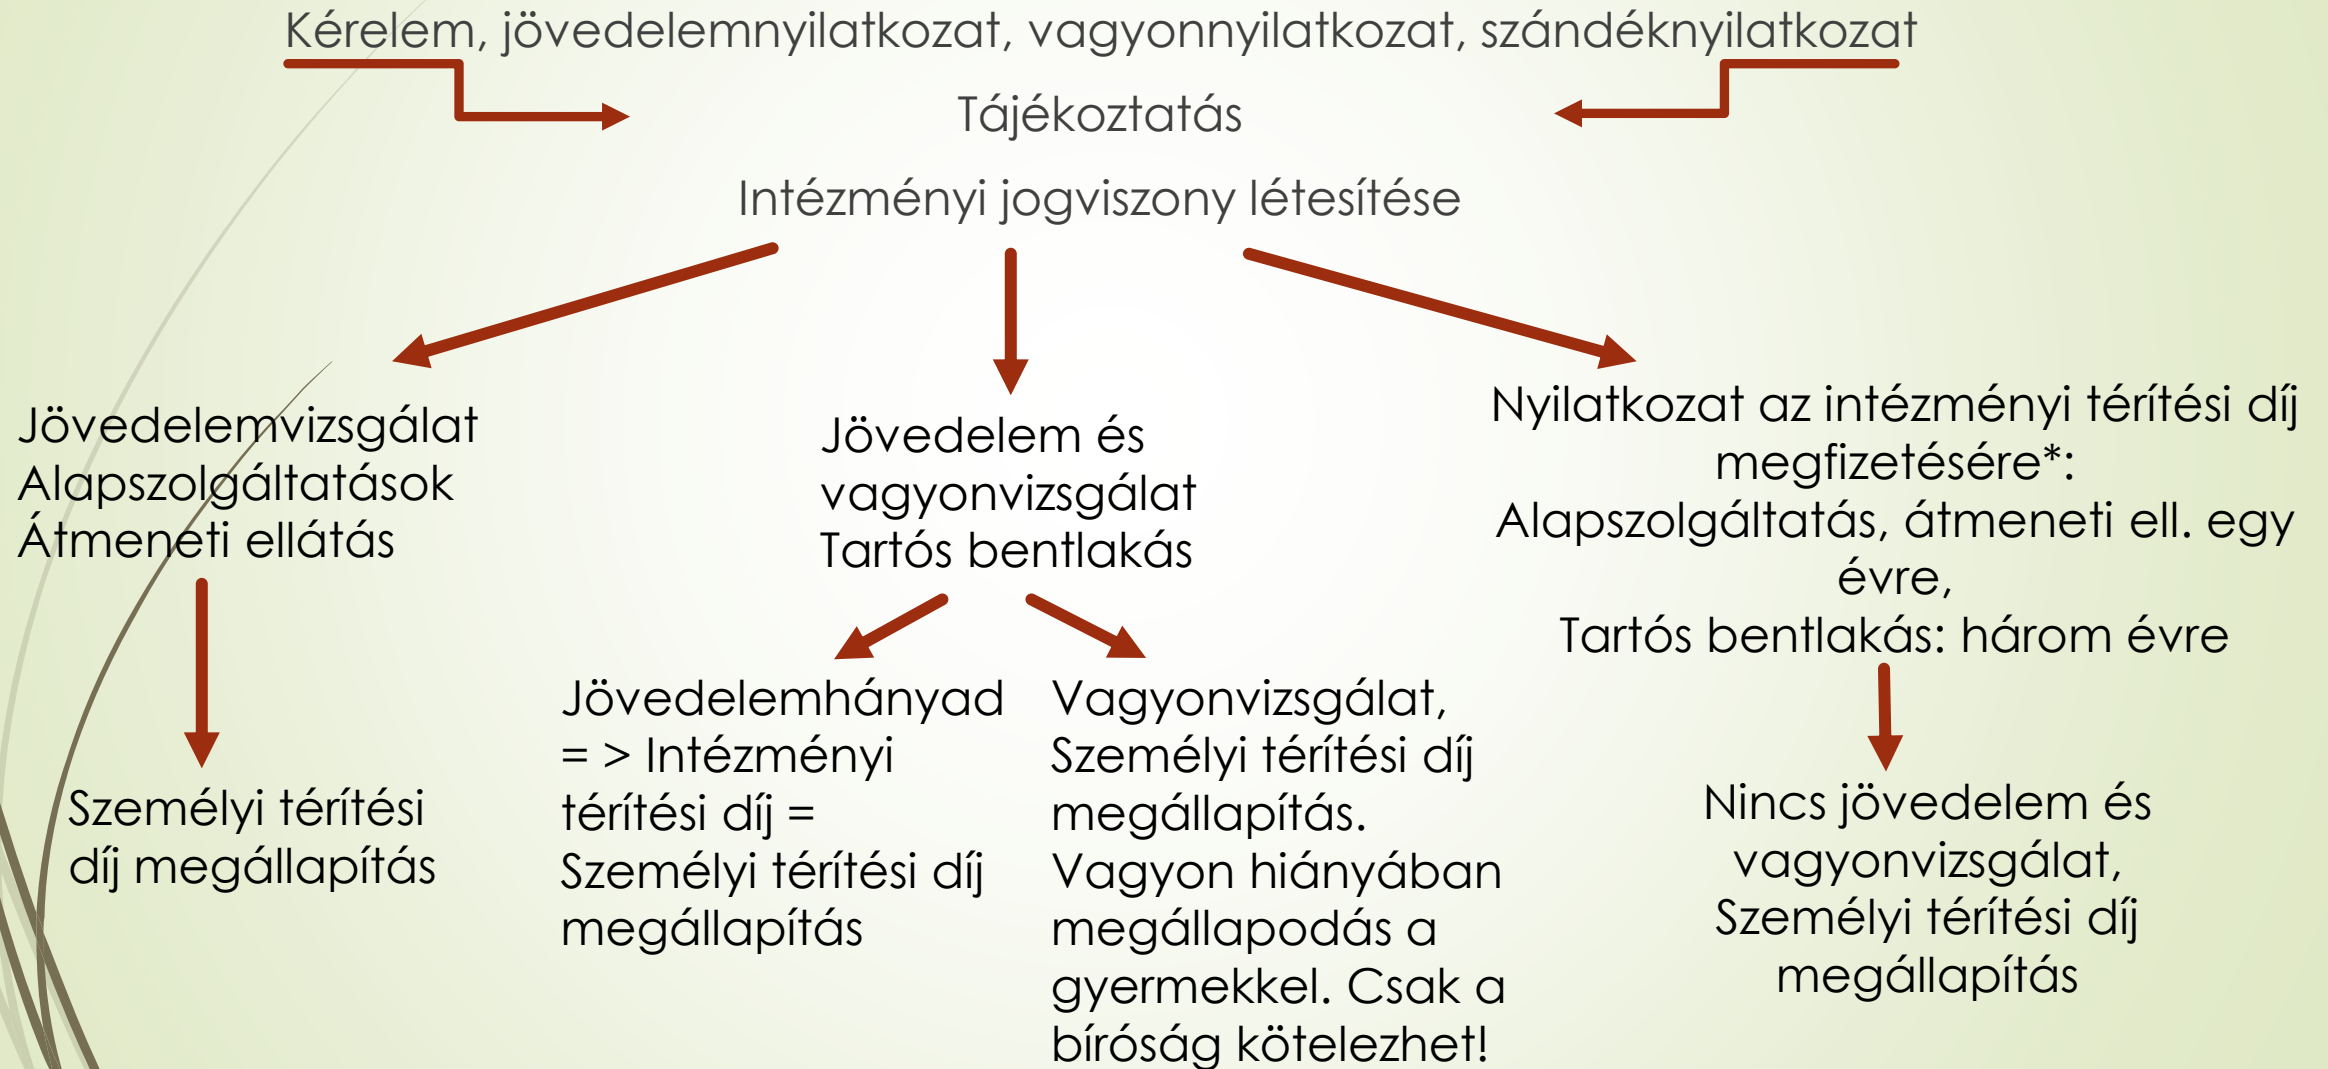 Kérelem, jövedelemnyilatkozat, vagyonnyilatkozat, szándéknyilatkozat
Tájékoztatás
Intézményi jogviszony létesítése
Jövedelemvizsgálat
Alapszolgáltatások
Átmeneti ellátás
Személyi térítési
díj megállapítás
Jövedelem és
vagyonvizsgálat
Tartós bentlakás
Jövedelemhányad
= > Intézményi
térítési díj =
Személyi térítési díj
megállapítás
Vagyonvizsgálat,
Személyi térítési díj
megállapítás.
Vagyon hiányában
megállapodás a
gyermekkel. Csak a
bíróság kötelezhet!
Nyilatkozat az intézményi térítési díj
megfizetésére*:
Alapszolgáltatás, átmeneti ell. egy
évre,
Tartós bentlakás: három évre
Nincs jövedelem és
vagyonvizsgálat,
Személyi térítési díj
megállapítás